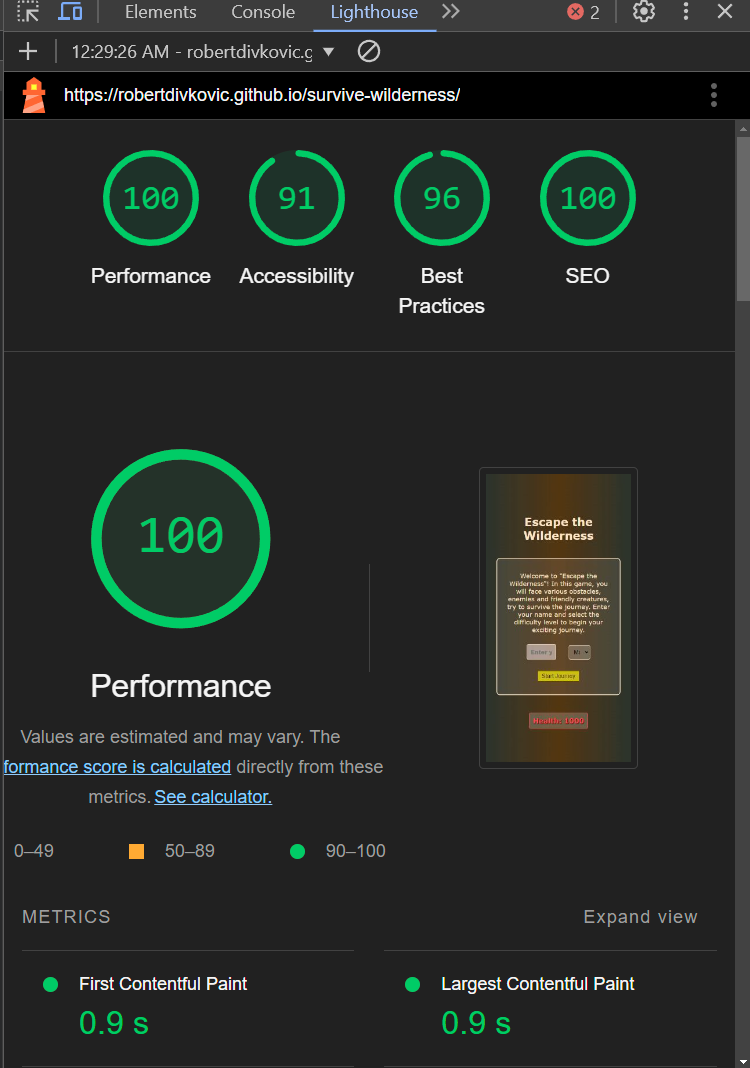 Elements Console Lighthouse 2
12:29:26 AM - robertdivkovic.g
https://robertdivkovic.github.io/survive-wilderness/
100 91 96 100
Performance Accessibility Best Practices SEO
100
Performance
Values are estimated and may vary. The
formance score is calculated directly from these
metrics. See calculator.
0–49 50–89 90–100
Escape the
Wilderness
Welcome to "Escape the
Wilderness"! In this game, you
will face various obstacles,
enemies and friendly creatures,
try to survive the journey. Enter
your name and select the
difficulty level to begin your
exciting journey.
Enter y
Start Journey
Health: 1000
METRICS Expand view
First Contentful Paint Largest Contentful Paint
0.9 s 0.9 s